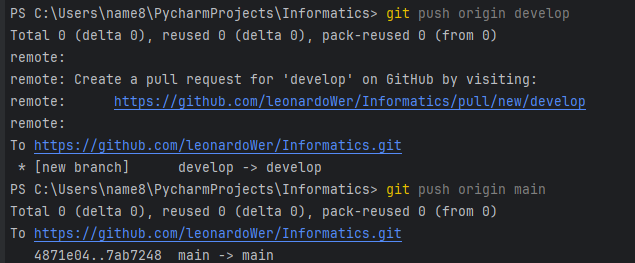 PS C:\Users\name8\PycharmProjects\Informatics> git push origin develop
Total 0 (delta 0), reused 0 (delta 0), pack-reused 0 (from 0)
remote:
remote: Create a pull request for 'develop' on GitHub by visiting:
remote:      https://github.com/leonardoWer/Informatics/pull/new/develop
remote:
To https://github.com/leonardoWer/Informatics.git
 * [new branch]      develop -> develop
PS C:\Users\name8\PycharmProjects\Informatics> git push origin main
Total 0 (delta 0), reused 0 (delta 0), pack-reused 0 (from 0)
To https://github.com/leonardoWer/Informatics.git
   4871e04..7ab7248  main -> main